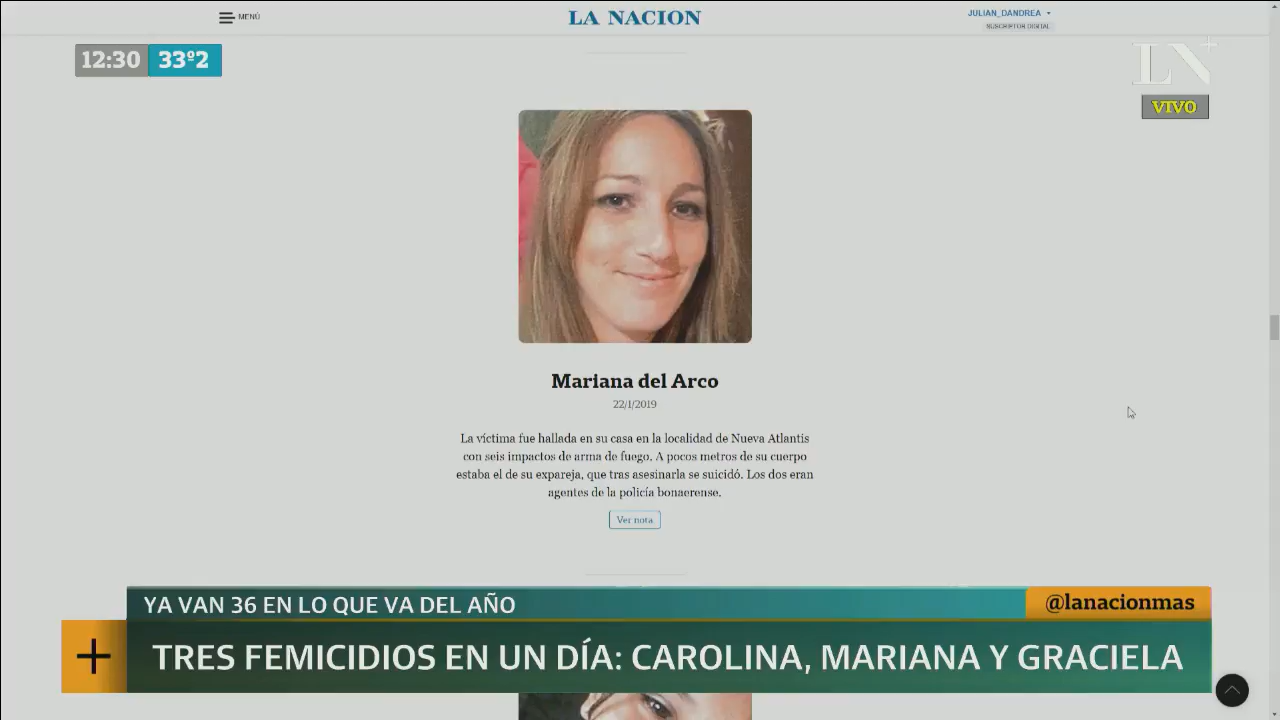 MENÚ
LA NACION
JULIAN_DANDREA
SUSCRIPTOR DIGITAL
12:30 33º2
LN+
VIVO
Mariana del Arco
22/1/2019
La víctima fue hallada en su casa en la localidad de Nueva Atlantis
con seis impactos de arma de fuego. A pocos metros de su cuerpo
estaba el de su expareja, que tras asesinarla se suicidó. Los dos eran
agentes de la policía bonaerense.
Ver nota
YA VAN 36 EN LO QUE VA DEL AÑO
@lanacionmas
+ TRES FEMICIDIOS EN UN DÍA: CAROLINA, MARIANA Y GRACIELA